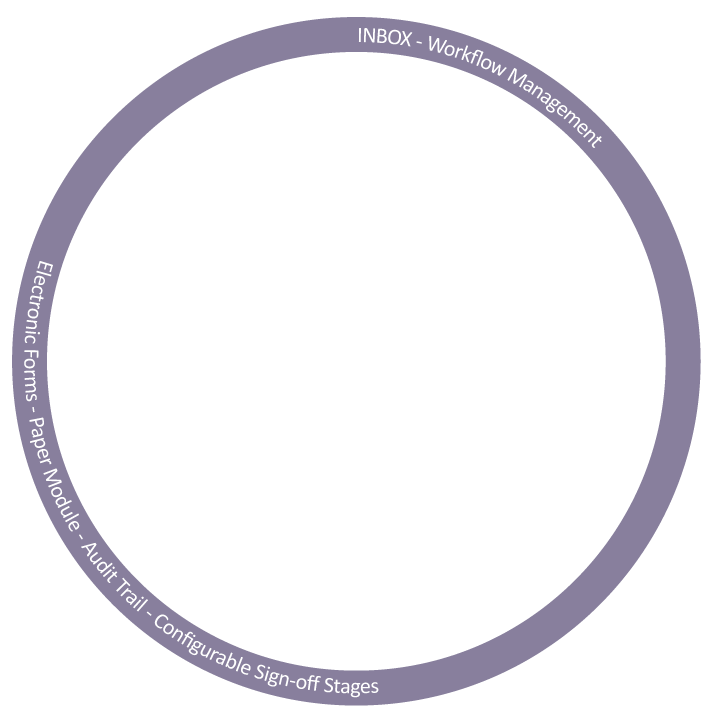 INBOX - Workflow Management
Electronic Forms - Paper Module - Audit Trail - Configurable Sign-off Stages